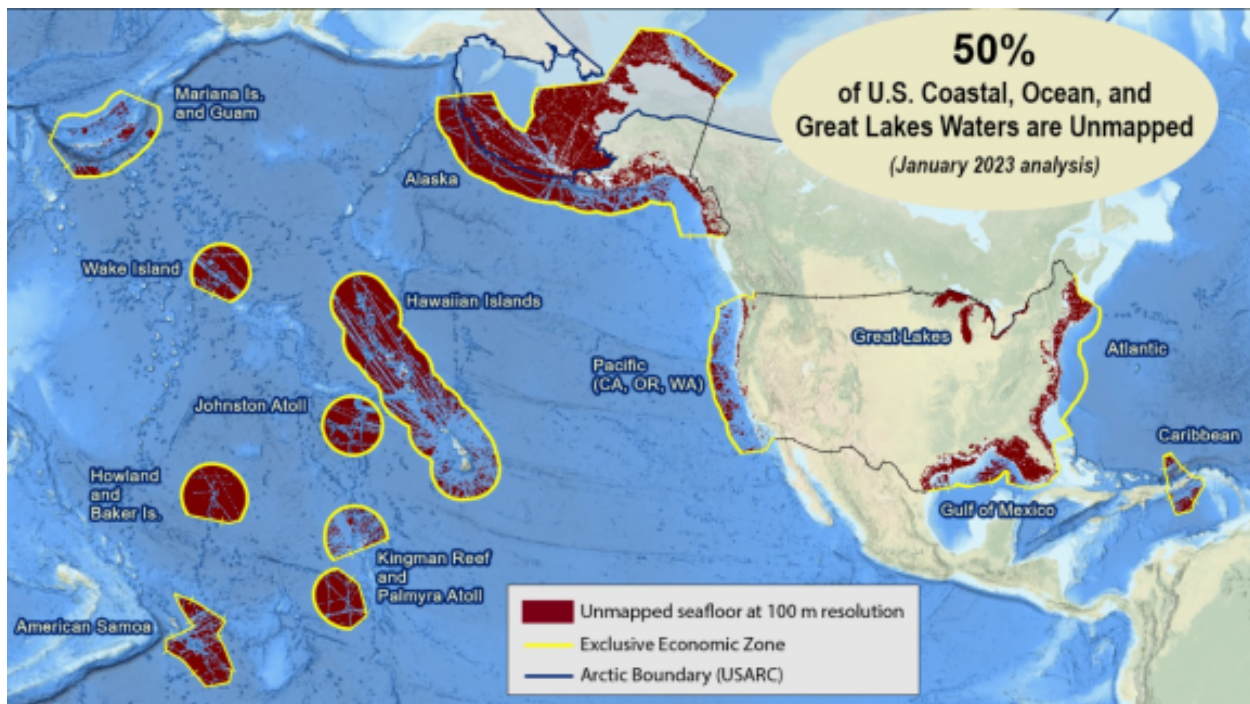 50%
of U.S. Coastal, Ocean, and
Great Lakes Waters are Unmapped
(January 2023 analysis)
Mariana Is.
and Guam
Alaska
Wake Island
Hawaiian Islands
Great Lakes
Pacific
(CA, OR, WA)
Atlantic
Johnston Atoll
Caribbean
Howland
and
Baker Is.
Gulf of Mexico
Kingman Reef
and
Palmyra Atoll
American Samoa
Unmapped seafloor at 100 m resolution
Exclusive Economic Zone
Arctic Boundary (USARC)